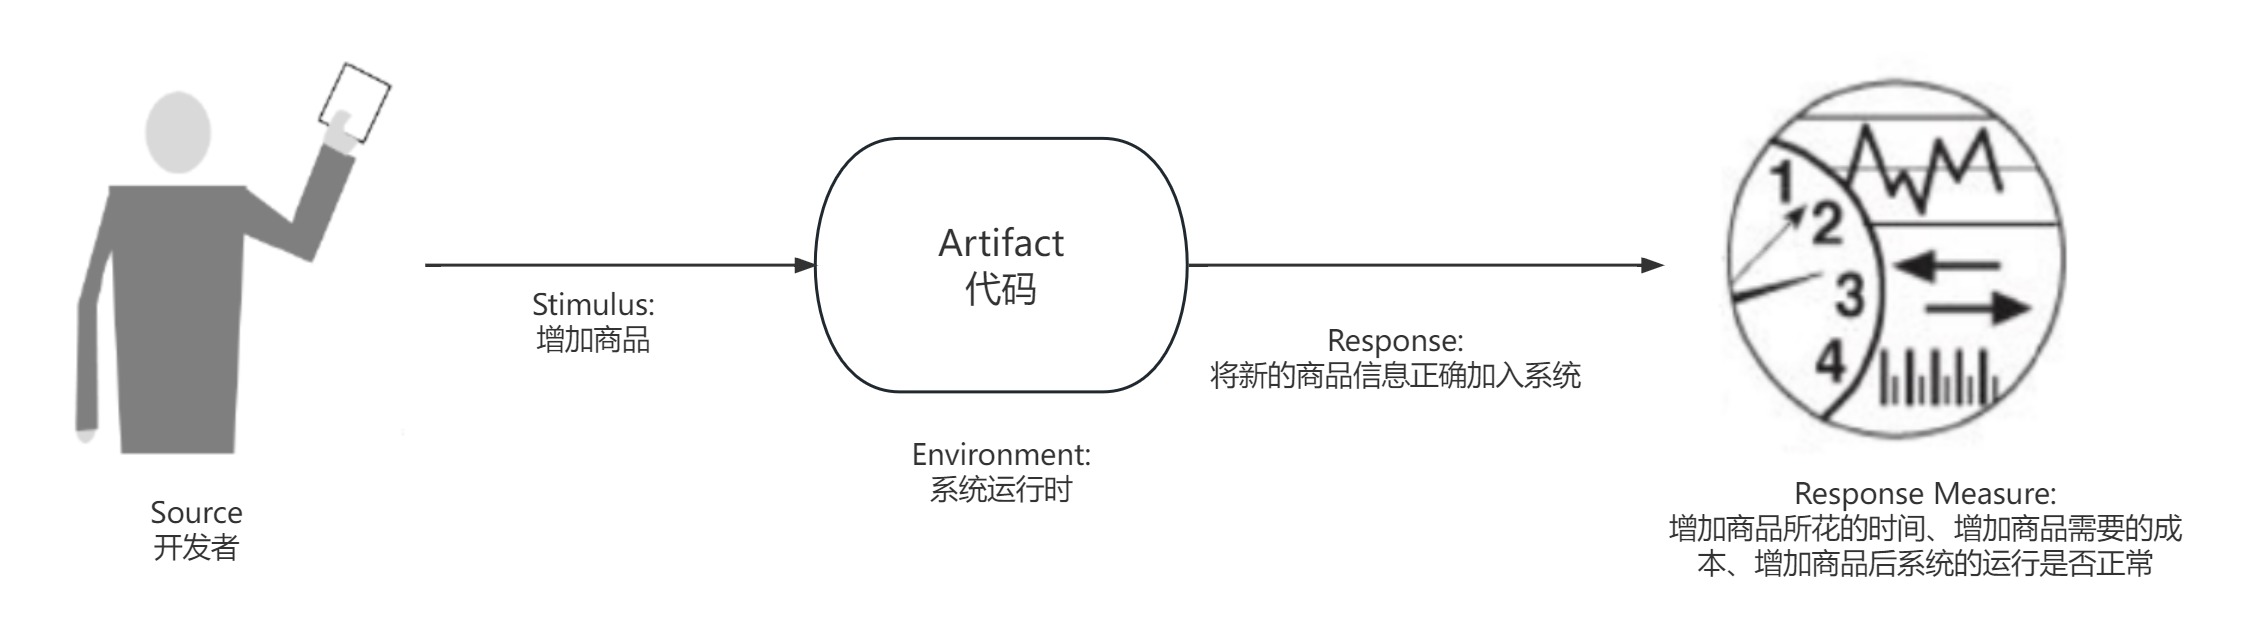 Source
开发者
Stimulus:
增加商品
Artifact
代码
Environment:
系统运行时
Response:
将新的商品信息正确加入系统
1
2
3
4
Response Measure:
增加商品所花的时间、增加商品需要的成
本、增加商品后系统的运行是否正常